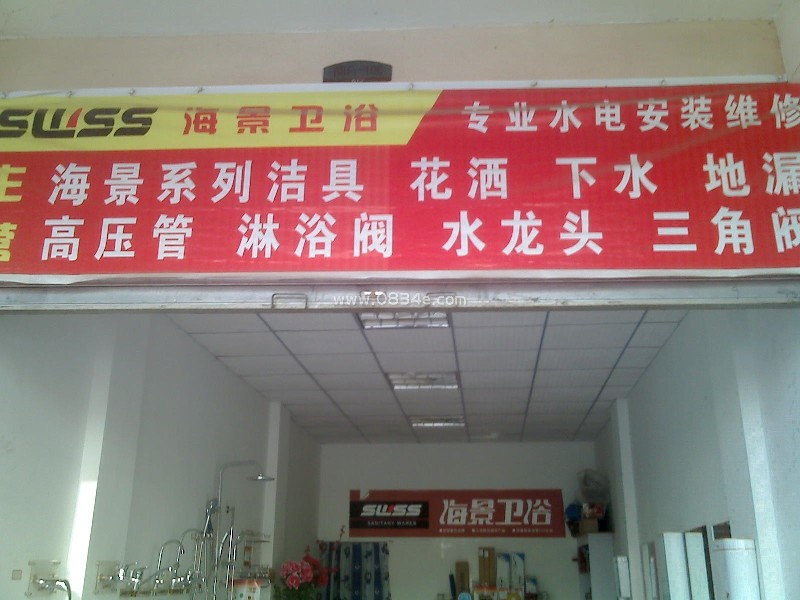 SWSS 海景卫浴 专业水电安装维修
主 海景系列洁具 花洒 下水 地漏
营 高压管 淋浴阀 水龙头 三角阀
www.0834e.com
SWSS 海景卫浴
SANITARY WARES